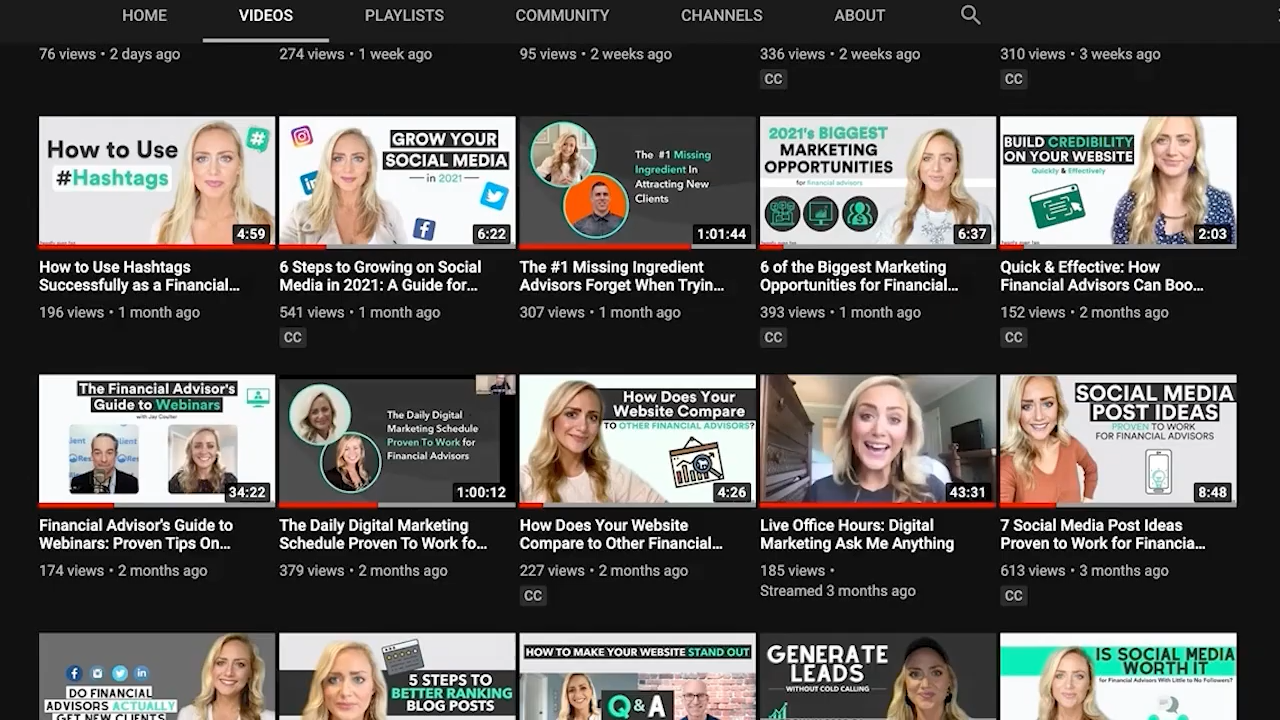 HOME
VIDEOS
PLAYLISTS
COMMUNITY
CHANNELS
ABOUT
76 views • 2 days ago
274 views • 1 week ago
95 views • 2 weeks ago
336 views • 2 weeks ago
CC
310 views • 3 weeks ago
CC
How to Use
#Hashtags
4:59
GROW YOUR
SOCIAL MEDIA
in 2021
6:22
The #1 Missing
Ingredient In
Attracting New
Clients
1:01:44
2021's BIGGEST
MARKETING
OPPORTUNITIES
for financial advisors
6:37
BUILD CREDIBILITY
ON YOUR WEBSITE
Quickly & Effectively
2:03
How to Use Hashtags
Successfully as a Financial...
196 views • 1 month ago
6 Steps to Growing on Social
Media in 2021: A Guide for...
541 views • 1 month ago
CC
The #1 Missing Ingredient
Advisors Forget When Tryin...
307 views • 1 month ago
6 of the Biggest Marketing
Opportunities for Financial...
393 views • 1 month ago
CC
Quick & Effective: How
Financial Advisors Can Boo...
152 views • 2 months ago
CC
The Financial Advisor's
Guide to Webinars
with Jay Coulter
34:22
The Daily Digital
Marketing Schedule
Proven To Work for
Financial Advisors
1:00:12
How Does Your
Website Compare
TO OTHER FINANCIAL ADVISORS?
4:26
43:31
SOCIAL MEDIA
POST IDEAS
PROVEN TO WORK
FOR FINANCIAL ADVISORS
8:48
Financial Advisor's Guide to
Webinars: Proven Tips On...
174 views • 2 months ago
The Daily Digital Marketing
Schedule Proven To Work fo...
379 views • 2 months ago
How Does Your Website
Compare to Other Financial...
227 views • 2 months ago
CC
Live Office Hours: Digital
Marketing Ask Me Anything
185 views •
Streamed 3 months ago
7 Social Media Post Ideas
Proven to Work for Financia...
613 views • 3 months ago
CC
DO FINANCIAL
ADVISORS ACTUALLY
GET NEW CLIENTS
5 STEPS TO
BETTER RANKING
BLOG POSTS
HOW TO MAKE YOUR WEBSITE STAND OUT
Q & A
GENERATE
LEADS
WITHOUT COLD CALLING
IS SOCIAL MEDIA
WORTH IT
for Financial Advisors With Little to No Followers?